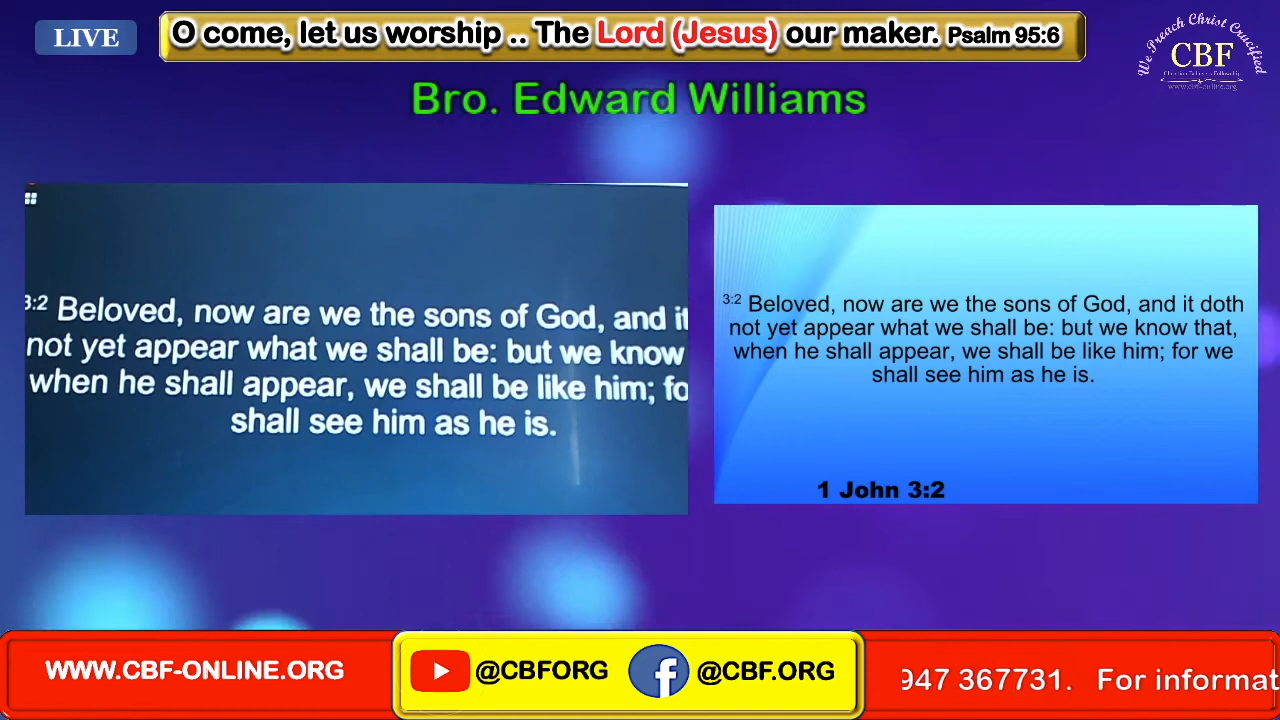 LIVE
O come, let us worship .. The Lord (Jesus) our maker. Psalm 95:6
We Preach Christ Crucified
CBF
www.cbf-online.org
Bro. Edward Williams
3:2 Beloved, now are we the sons of God, and it
not yet appear what we shall be: but we know
when he shall appear, we shall be like him; fo
shall see him as he is.
3:2 Beloved, now are we the sons of God, and it doth
not yet appear what we shall be: but we know that,
when he shall appear, we shall be like him; for we
shall see him as he is.
1 John 3:2
WWW.CBF-ONLINE.ORG
@CBFORG
@CBF.ORG
947 367731. For informat